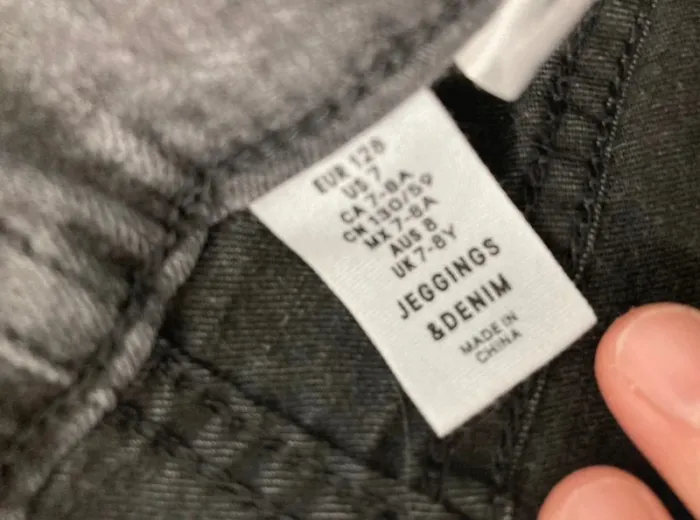 EUR 128
US 7
CA 7-8A
CN 130/59
MX 7-8A
AUS 8
UK 7-8Y
JEGGINGS
&DENIM
MADE IN
CHINA